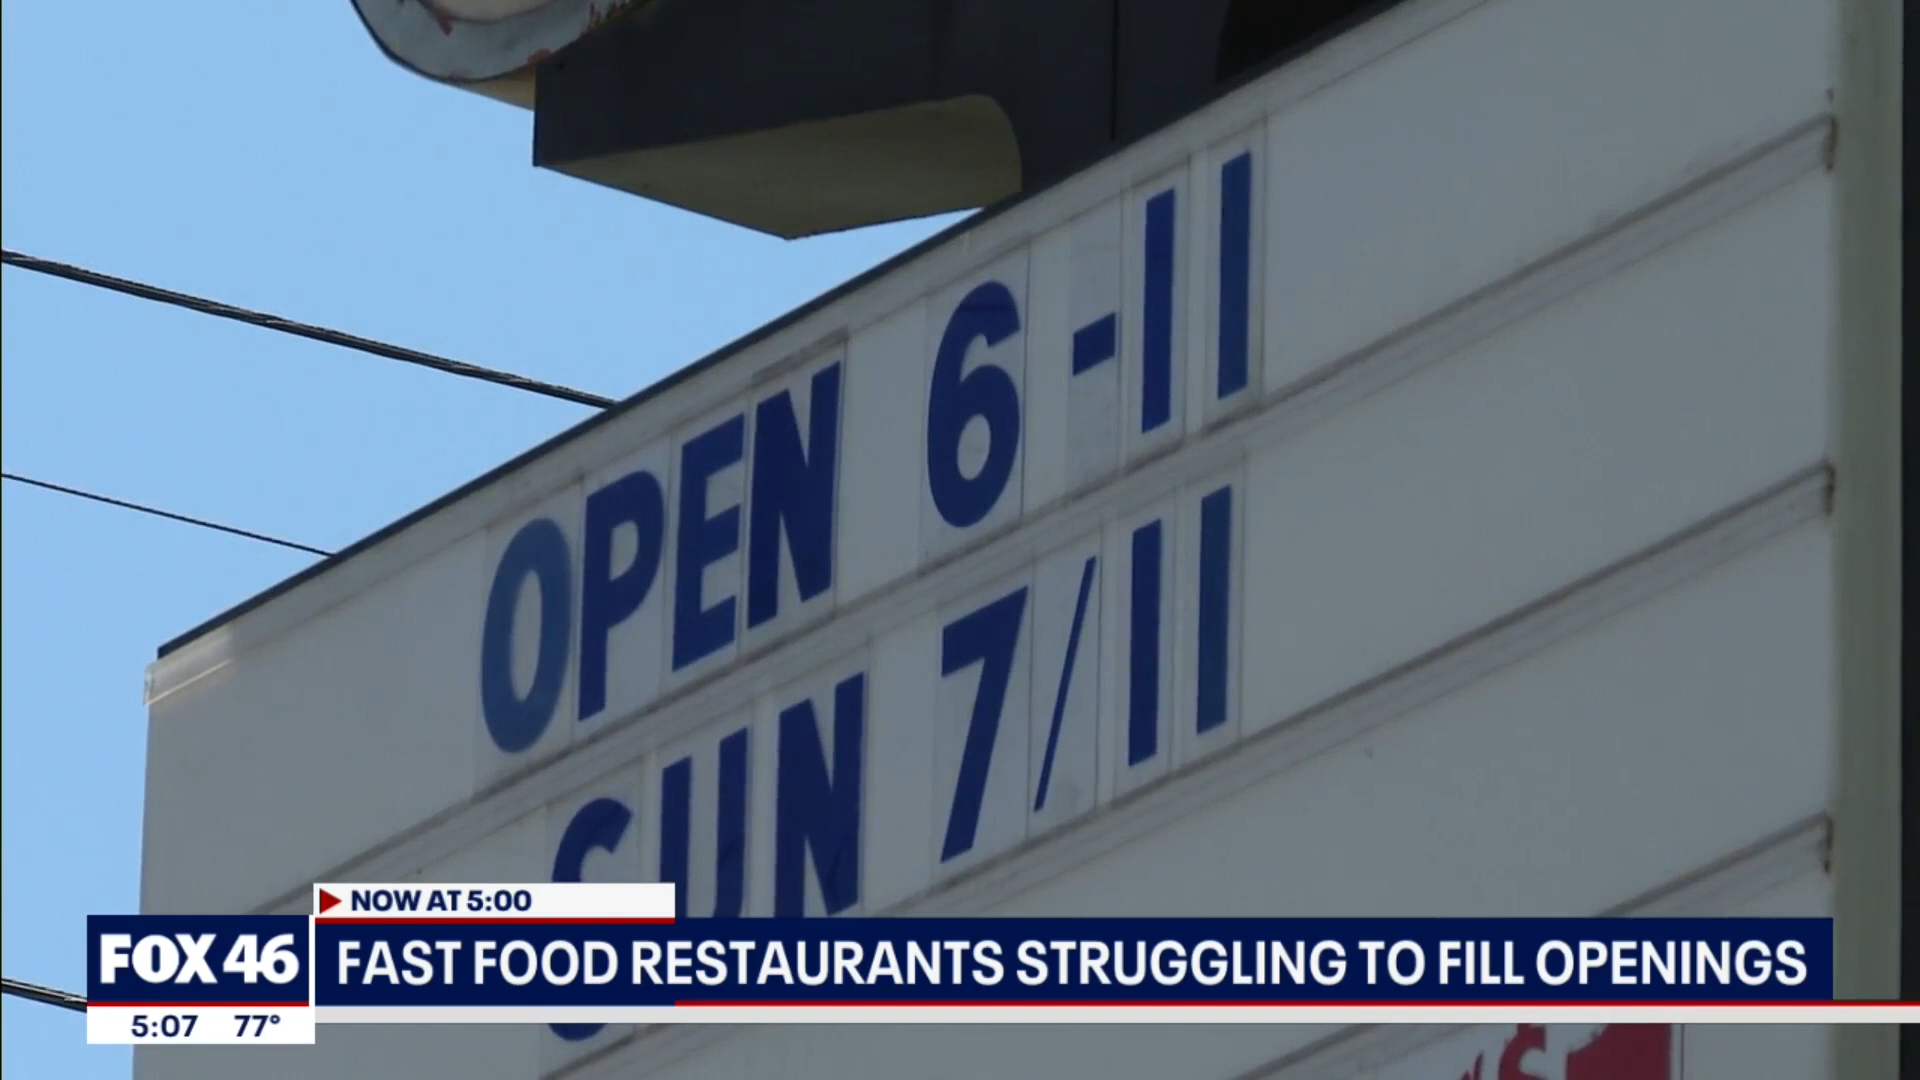 OPEN 6-11
SUN 7/11
NOW AT 5:00
FOX 46
FAST FOOD RESTAURANTS STRUGGLING TO FILL OPENINGS
5:07 77°